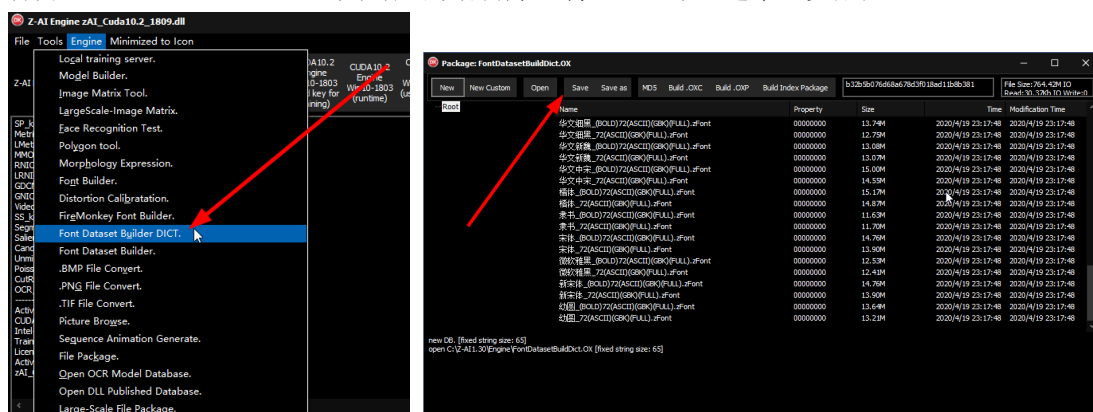 Z-AI Engine zAI_Cuda10.2_1809.dll
File Tools Engine Minimized to Icon
Local training server.
Model Builder.
Image Matrix Tool.
LargeScale-Image Matrix.
Face Recognition Test.
Polygon tool.
Morphology Expression.
Font Builder.
Distortion Calibratation.
FireMonkey Font Builder.
Font Dataset Builder DICT.
Font Dataset Builder.
.BMP File Convert.
.PNG File Convert.
.TIF File Convert.
Picture Browse.
Sequence Animation Generate.
File Package.
Open OCR Model Database.
Open DLL Published Database.
Large-Scale File Package.
CUDA10.2
Engine
Win10-1803
(runtime)
Package: FontDatasetBuildDict.OX
New New Custom Open Save Save as MD5 Build .OXC Build .OXP Build Index Package b32b5b076d68a678d3f018ad11b8b381 File Size:764.42M IO
Root
Name Property Size Time Modification Time
华文细黑_(BOLD)72(ASCII)(GBK)(FULL).zFont 00000000 13.74M 2020/4/19 23:17:48 2020/4/19 23:17:48
华文细黑_72(ASCII)(GBK)(FULL).zFont 00000000 12.75M 2020/4/19 23:17:48 2020/4/19 23:17:48
华文新魏_(BOLD)72(ASCII)(GBK)(FULL).zFont 00000000 13.08M 2020/4/19 23:17:48 2020/4/19 23:17:48
华文新魏_72(ASCII)(GBK)(FULL).zFont 00000000 13.07M 2020/4/19 23:17:48 2020/4/19 23:17:48
华文中宋_72(ASCII)(GBK)(FULL).zFont 00000000 15.00M 2020/4/19 23:17:48 2020/4/19 23:17:48
华文中宋_72(ASCII)(GBK)(FULL).zFont 00000000 14.55M 2020/4/19 23:17:48 2020/4/19 23:17:48
楷体_(BOLD)72(ASCII)(GBK)(FULL).zFont 00000000 15.17M 2020/4/19 23:17:48 2020/4/19 23:17:48
楷体_72(ASCII)(GBK)(FULL).zFont 00000000 14.87M 2020/4/19 23:17:48 2020/4/19 23:17:48
隶书_(BOLD)72(ASCII)(GBK)(FULL).zFont 00000000 11.63M 2020/4/19 23:17:48 2020/4/19 23:17:48
隶书_72(ASCII)(GBK)(FULL).zFont 00000000 11.70M 2020/4/19 23:17:48 2020/4/19 23:17:48
宋体_(BOLD)72(ASCII)(GBK)(FULL).zFont 00000000 14.76M 2020/4/19 23:17:48 2020/4/19 23:17:48
宋体_72(ASCII)(GBK)(FULL).zFont 00000000 13.90M 2020/4/19 23:17:48 2020/4/19 23:17:48
微软雅黑_(BOLD)72(ASCII)(GBK)(FULL).zFont 00000000 12.53M 2020/4/19 23:17:48 2020/4/19 23:17:48
微软雅黑_72(ASCII)(GBK)(FULL).zFont 00000000 12.41M 2020/4/19 23:17:48 2020/4/19 23:17:48
新宋体_(BOLD)72(ASCII)(GBK)(FULL).zFont 00000000 14.76M 2020/4/19 23:17:48 2020/4/19 23:17:48
新宋体_72(ASCII)(GBK)(FULL).zFont 00000000 13.90M 2020/4/19 23:17:48 2020/4/19 23:17:48
幼圆_(BOLD)72(ASCII)(GBK)(FULL).zFont 00000000 13.64M 2020/4/19 23:17:48 2020/4/19 23:17:48
幼圆_72(ASCII)(GBK)(FULL).zFont 00000000 13.21M 2020/4/19 23:17:48 2020/4/19 23:17:48
new DB. [fixed string size: 65]
open C:\Z-AI1.30\Engine\FontDatasetBuildDict.OX [fixed string size: 65]